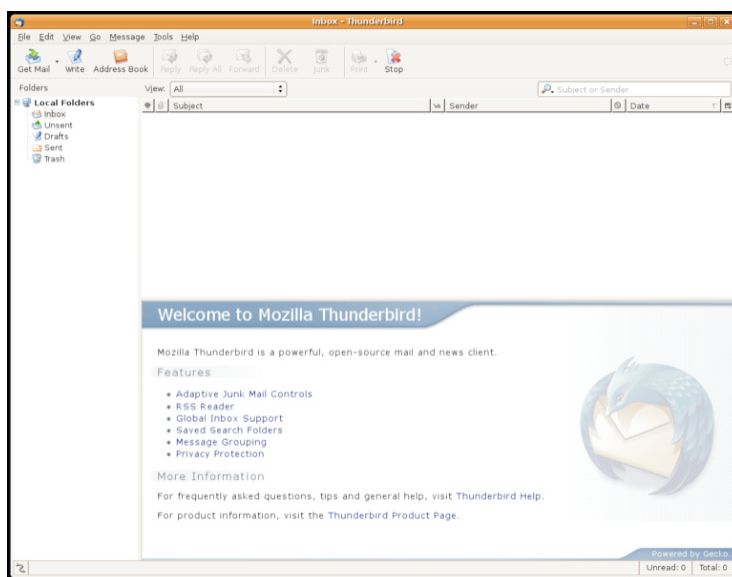 Inbox - Thunderbird
File Edit View Go Message Tools Help
Get Mail Write Address Book Reply Reply All Forward Delete Junk Print Stop
Folders View: All Subject or Sender
Subject Sender Date
Local Folders
Inbox
Unsent
Drafts
Sent
Trash
Welcome to Mozilla Thunderbird!
Mozilla Thunderbird is a powerful, open-source mail and news client.
Features
Adaptive Junk Mail Controls
RSS Reader
Global Inbox Support
Saved Search Folders
Message Grouping
Privacy Protection
More Information
For frequently asked questions, tips and general help, visit Thunderbird Help.
For product information, visit the Thunderbird Product Page.
Powered by Gecko.
Unread: 0 Total: 0